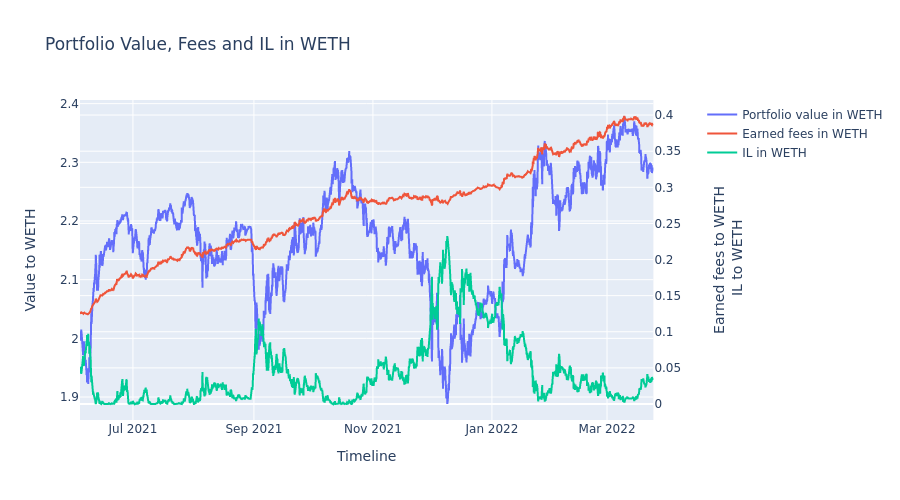 Portfolio Value, Fees and IL in WETH
2.4
2.3
2.2
2.1
2
1.9
Value to WETH
0.4
0.35
0.3
0.25
0.2
0.15
0.1
0.05
0
Earned fees to WETH
IL to WETH
Jul 2021
Sep 2021
Nov 2021
Jan 2022
Mar 2022
Timeline
Portfolio value in WETH
Earned fees in WETH
IL in WETH